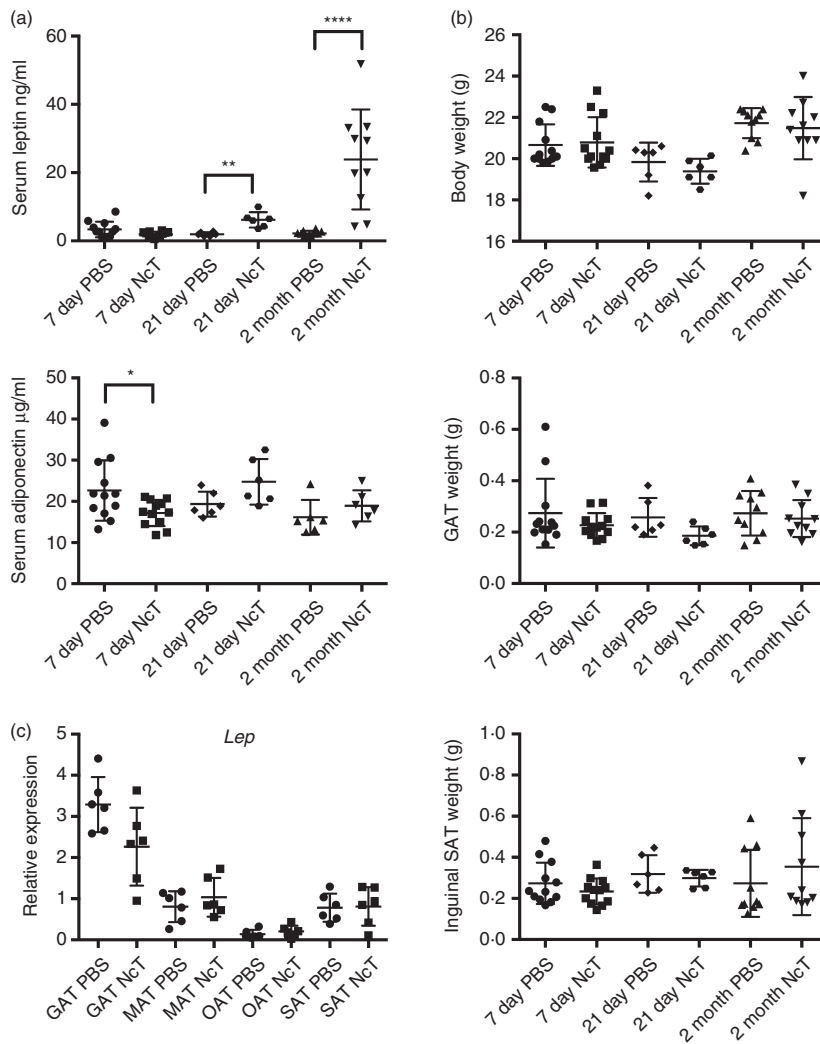 (a)
****
60
40
20
0
Serum leptin ng/ml
**
7 day PBS
7 day NcT
21 day PBS
21 day NcT
2 month PBS
2 month NcT
50
40
30
20
10
0
Serum adiponectin µg/ml
*
7 day PBS
7 day NcT
21 day PBS
21 day NcT
2 month PBS
2 month NcT
(c)
Lep
5
4
3
2
1
0
Relative expression
GAT PBS
GAT NcT
MAT PBS
MAT NcT
OAT PBS
OAT NcT
SAT PBS
SAT NcT
(b)
26
24
22
20
18
16
Body weight (g)
7 day PBS
7 day NcT
21 day PBS
21 day NcT
2 month PBS
2 month NcT
0·8
0·6
0·4
0·2
0·0
GAT weight (g)
7 day PBS
7 day NcT
21 day PBS
21 day NcT
2 month PBS
2 month NcT
1·0
0·8
0·6
0·4
0·2
0·0
Inguinal SAT weight (g)
7 day PBS
7 day NcT
21 day PBS
21 day NcT
2 month PBS
2 month NcT